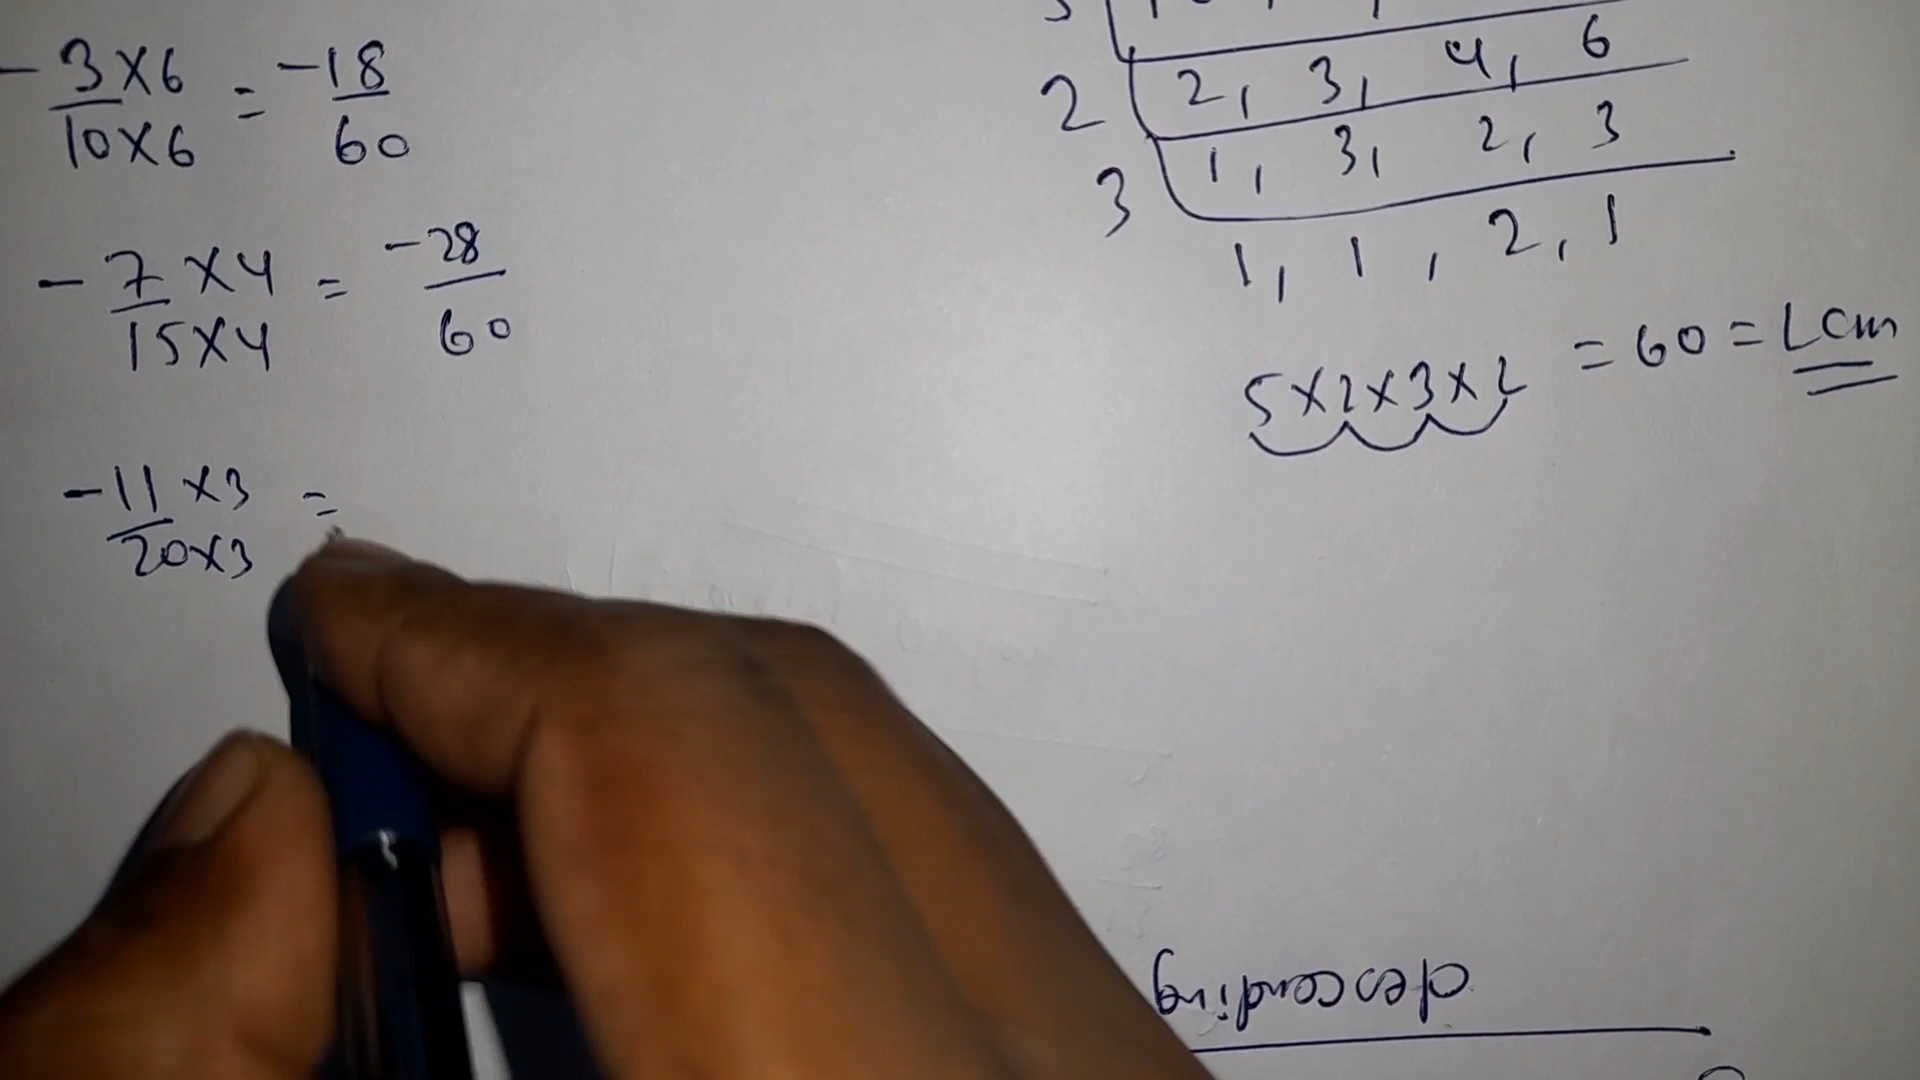 -3×6 = -18
10×6 60
-7×4 = -28
15×4 60
-11×3 =
20×3
2 2, 3, 4, 6
3 1, 3, 2, 3
1, 1, 2, 1
5×2×3×2 = 60 = Lcm
descending